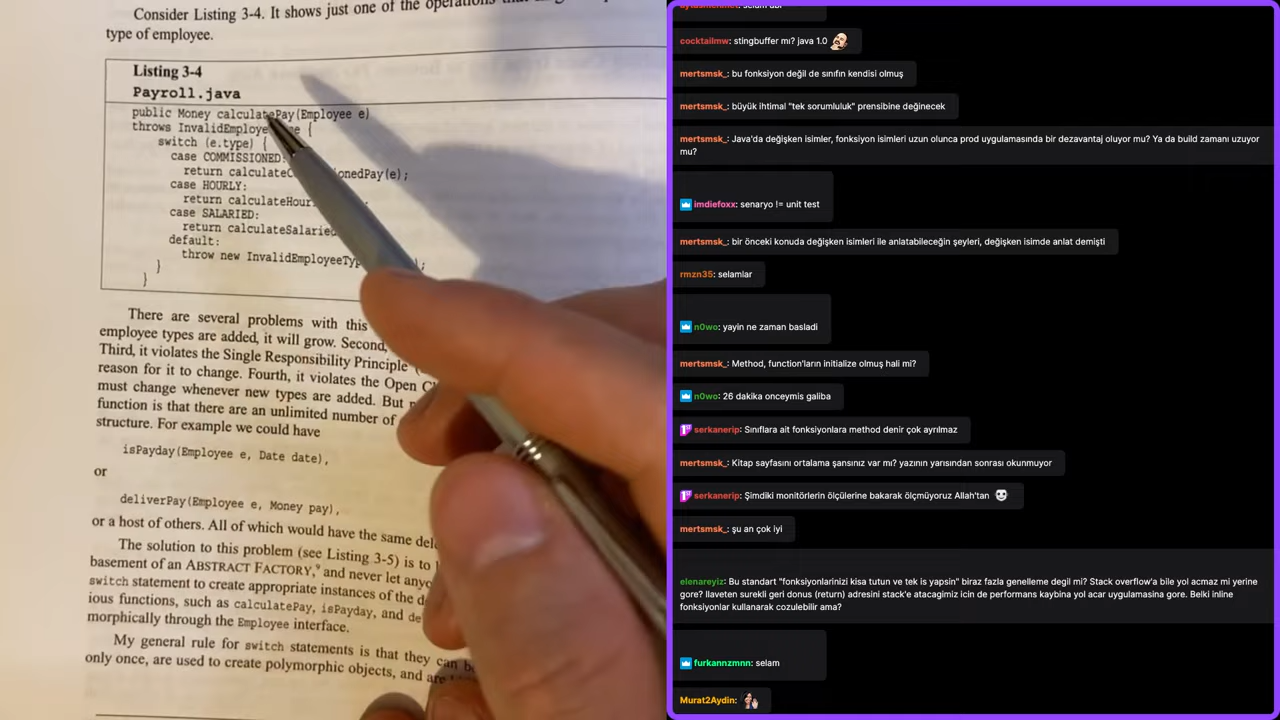 Consider Listing 3-4. It shows just one of the operations that
type of employee.
Listing 3-4
Payroll.java
public Money calculatePay(Employee e)
throws {
switch (e.type) {
case COMMISSIONED:
return
case HOURLY:
return
case SALARIED:
return
default:
throw new
}
}
There are several problems with this
employee types are added, it will grow. Second,
Third, it violates the Single Responsibility Principle
reason for it to change. Fourth, it violates the Open
must change whenever new types are added. But
function is that there are an unlimited number of
structure. For example we could have
isPayday(Employee e, Date date),
or
deliverPay(Employee e, Money pay),
or a host of others. All of which would have the same
The solution to this problem (see Listing 3-5) is to
basement of an ABSTRACT FACTORY,⁹ and never let
switch statement to create appropriate instances of the
ious functions, such as calculatePay, isPayday, and
morphically through the Employee interface.
My general rule for switch statements is that they can
only once, are used to create polymorphic objects, and are
selam abi
cocktailmw: stingbuffer mı? java 1.0
mertsmsk_: bu fonksiyon değil de sınıfın kendisi olmuş
mertsmsk_: büyük ihtimal "tek sorumluluk" prensibine değinecek
mertsmsk_: Java'da değişken isimler, fonksiyon isimleri uzun olunca prod uygulamasında bir dezavantaj oluyor mu? Ya da build zamanı uzuyor
mu?
imdiefoxx: senaryo != unit test
mertsmsk_: bir önceki konuda değişken isimleri ile anlatabileceğin şeyleri, değişken isimde anlat demişti
rmzn35: selamlar
n0wo: yayin ne zaman basladi
mertsmsk_: Method, function'ların initialize olmuş hali mi?
n0wo: 26 dakika onceymis galiba
serkanerip: Sınıflara ait fonksiyonlara method denir çok ayrılmaz
mertsmsk_: Kitap sayfasını ortalama şansınız var mı? yazının yarısından sonrası okunmuyor
serkanerip: Şimdiki monitörlerin ölçülerine bakarak ölçmüyoruz Allah'tan
mertsmsk_: şu an çok iyi
elenareyiz: Bu standart "fonksiyonlarinizi kisa tutun ve tek is yapsin" biraz fazla genelleme degil mi? Stack overflow'a bile yol acmaz mi yerine
gore? Ilaveten surekli geri donus (return) adresini stack'e atacagimiz icin de performans kaybina yol acar uygulamasina gore. Belki inline
fonksiyonlar kullanarak cozulebilir ama?
furkannzmnn: selam
Murat2Aydin: